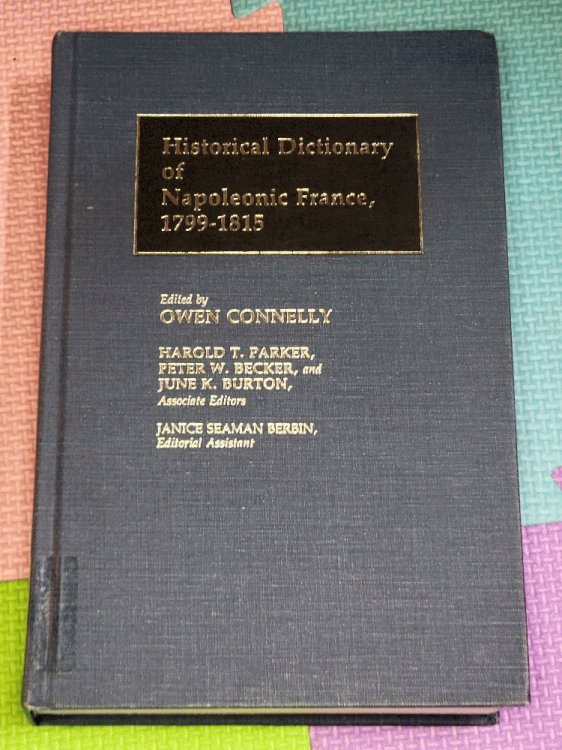 Historical Dictionary
of
Napoleonic France,
1799-1815
Edited by
OWEN CONNELLY
HAROLD T. PARKER,
PETER W. BECKER, and
JUNE K. BURTON,
Associate Editors
JANICE SEAMAN BERBIN,
Editorial Assistant